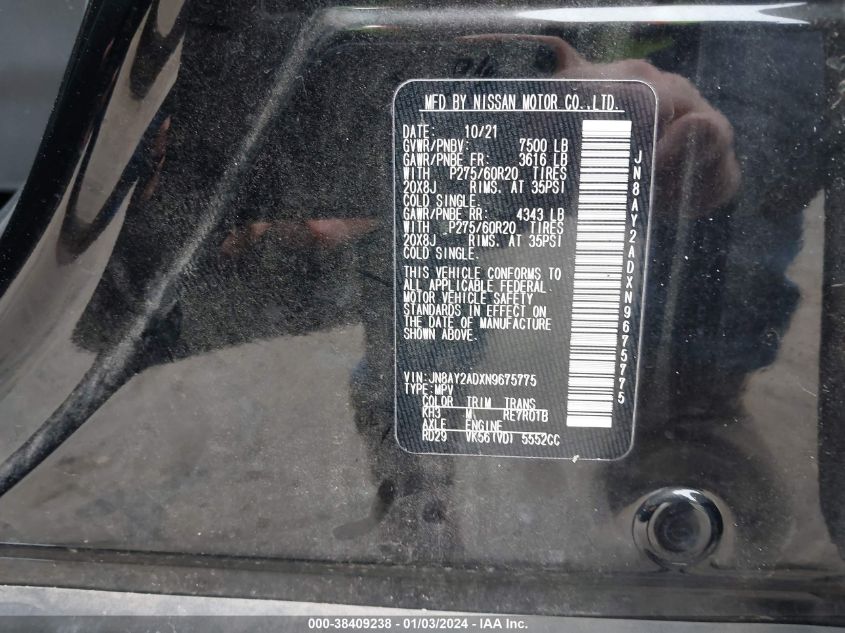 MFD BY NISSAN MOTOR CO.,LTD.
DATE: 10/21
GVWR/PNBV: 7500 LB
GAWR/PNBE FR: 3616 LB
WITH P275/60R20 TIRES
20X8J RIMS. AT 35PSI
COLD SINGLE.
GAWR/PNBE RR: 4343 LB
WITH P275/60R20 TIRES
20X8J RIMS. AT 35PSI
COLD SINGLE.
THIS VEHICLE CONFORMS TO
ALL APPLICABLE FEDERAL
MOTOR VEHICLE SAFETY
STANDARDS IN EFFECT ON
THE DATE OF MANUFACTURE
SHOWN ABOVE.
VIN:JN8AY2ADXN9675775
TYPE:MPV
COLOR TRIM TRANS
KH3 M RE7R01B
AXLE ENGINE
RD29 VK56(VD) 5552CC
JN8AY2ADXN9675775
000-38409238 - 01/03/2024 - IAAI.COM